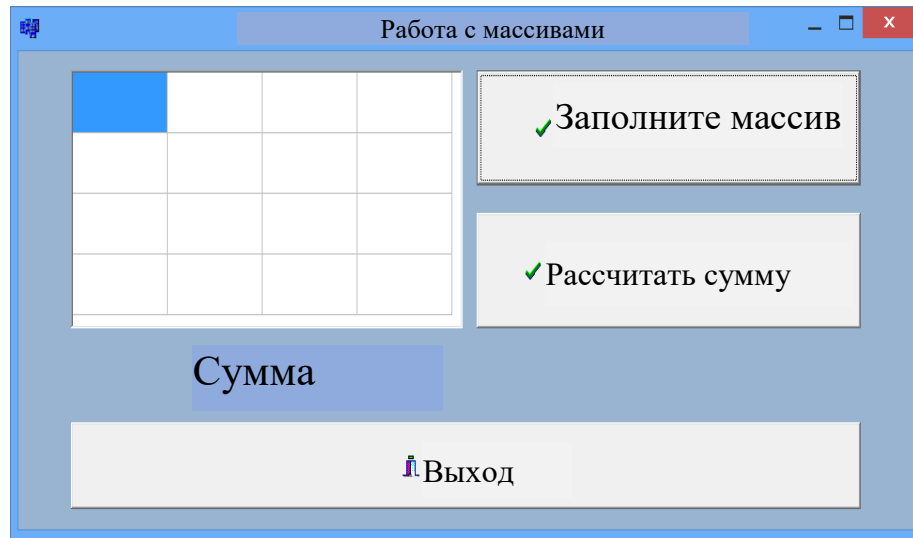 Работа с массивами
Заполните массив
Рассчитать сумму
Сумма
Выход